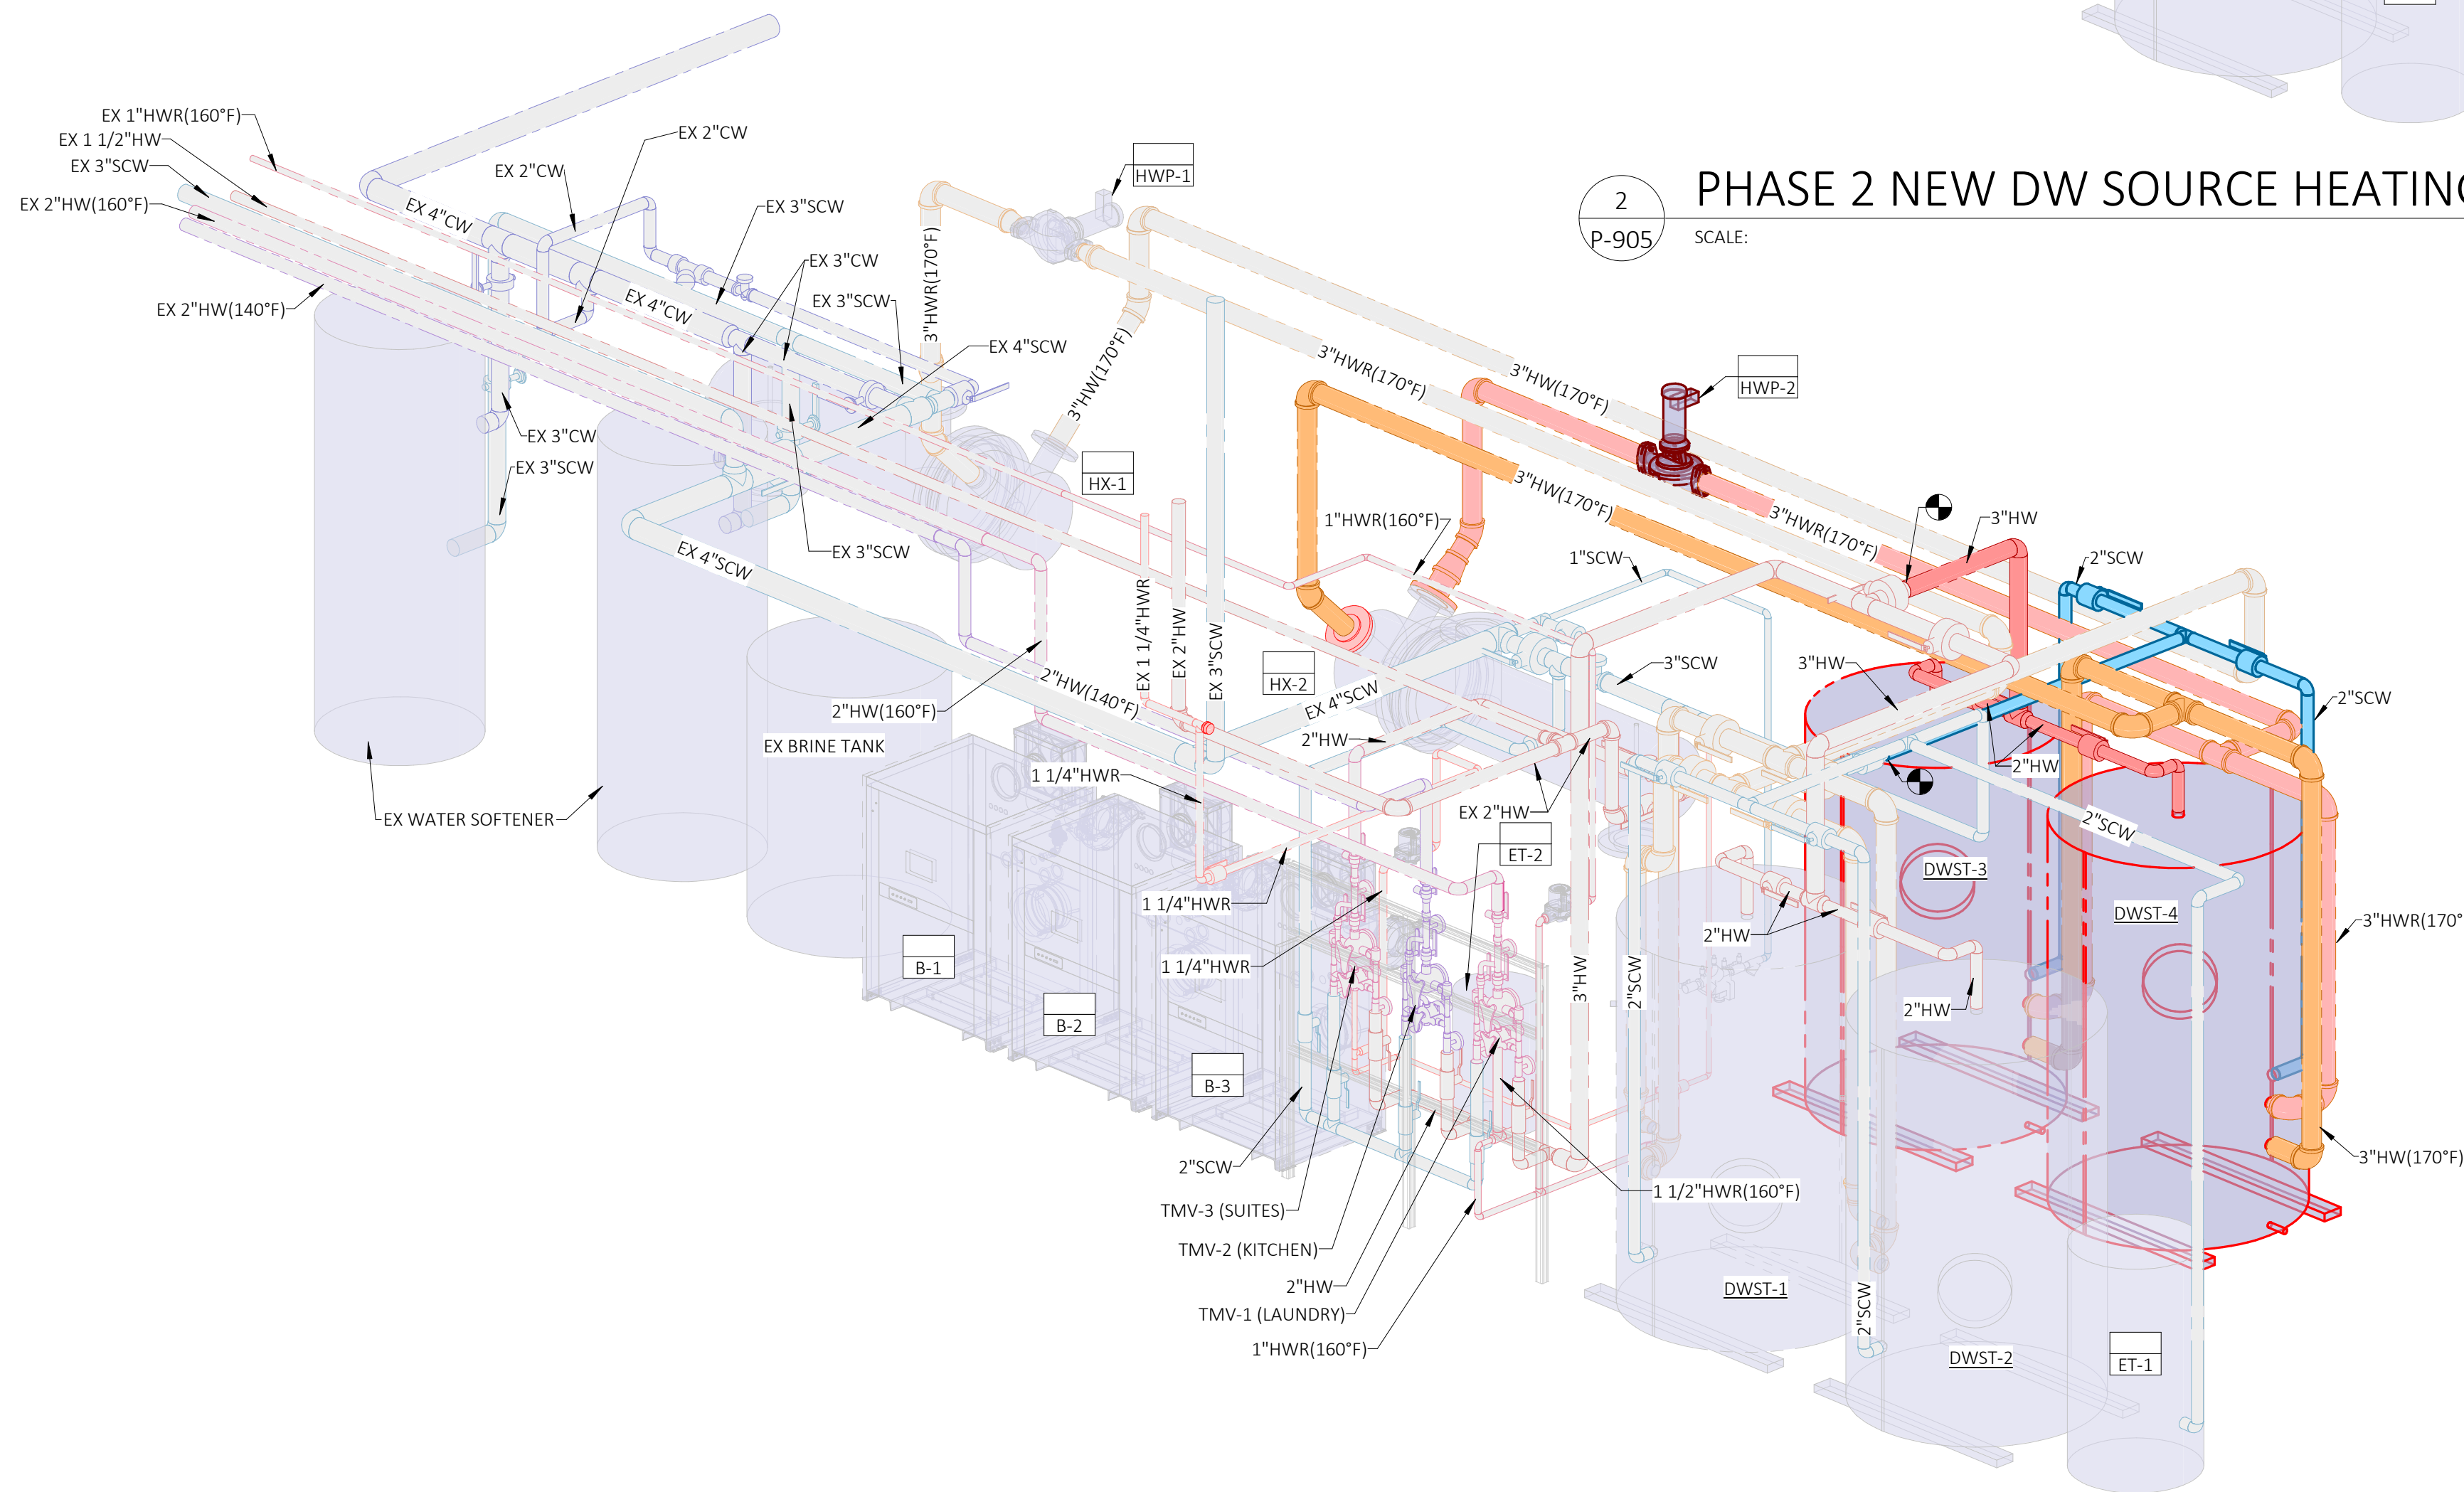 EX 1"HWR(160°F)
EX 1 1/2"HW
EX 3"SCW
EX 2"HW(160°F)
EX 2"HW(140°F)
EX 4"CW
EX 2"CW
EX 2"CW
EX 3"SCW
EX 3"CW
EX 4"CW
EX 3"SCW
EX 4"SCW
3"HWR(170°F)
3"HW(170°F)
HWP-1
2
P-905
PHASE 2 NEW DW SOURCE HEATING
SCALE:
EX 3"CW
EX 3"SCW
EX 3"SCW
HX-1
3"HWR(170°F)
3"HW(170°F)
HWP-2
3"HW(170°F)
3"HWR(170°F)
1"HWR(160°F)
1"SCW
3"HW
2"SCW
EX 4"SCW
EX 1 1/4"HWR
EX 2"HW
EX 3"SCW
HX-2
EX 4"SCW
3"SCW
3"HW
2"SCW
2"HW(160°F)
2"HW(140°F)
EX BRINE TANK
2"HW
1 1/4"HWR
2"HW
EX WATER SOFTENER
EX 2"HW
ET-2
2"SCW
DWST-3
DWST-4
1 1/4"HWR
3"HWR(170°
2"HW
1 1/4"HWR
B-1
B-2
B-3
3"HW
2"SCW
2"HW
2"SCW
TMV-3 (SUITES)
TMV-2 (KITCHEN)
2"HW
TMV-1 (LAUNDRY)
1"HWR(160°F)
1 1/2"HWR(160°F)
3"HW(170°F)
DWST-1
2"SCW
DWST-2
ET-1